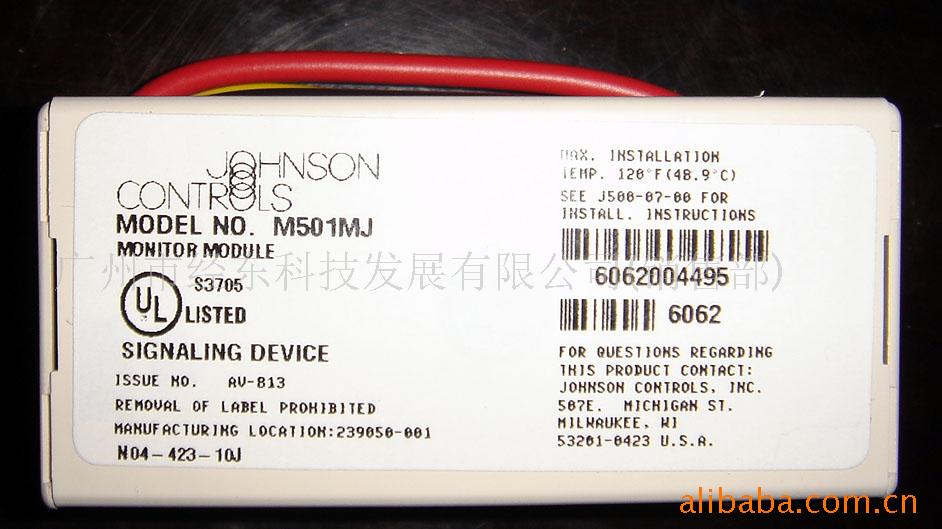 JOHNSON
CONTROLS
MODEL NO. M501MJ
MONITOR MODULE
S3705
UL LISTED
SIGNALING DEVICE
ISSUE NO. AV-813
REMOVAL OF LABEL PROHIBITED
MANUFACTURING LOCATION:239050-001
N04-423-10J
MAX. INSTALLATION
TEMP. 120°F(48.9°C)
SEE J500-07-00 FOR
INSTALL. INSTRUCTIONS
6062004495
6062
FOR QUESTIONS REGARDING
THIS PRODUCT CONTACT:
JOHNSON CONTROLS, INC.
507E. MICHIGAN ST.
MILWAUKEE, WI
53201-0423 U.S.A.
广州市经东科技发展有限公司(销售部)
alibaba.com.cn